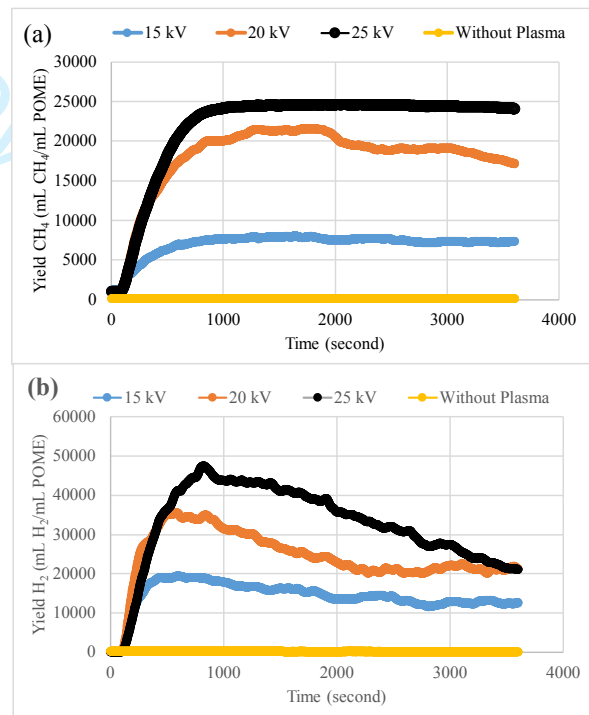 (a)
15 kV 20 kV 25 kV Without Plasma
Yield CH₄ (mL CH₄/mL POME)
30000
25000
20000
15000
10000
5000
0
0 1000 2000 3000 4000
Time (second)
(b)
15 kV 20 kV 25 kV Without Plasma
Yield H₂ (mL H₂/mL POME)
60000
50000
40000
30000
20000
10000
0
0 1000 2000 3000 4000
Time (second)